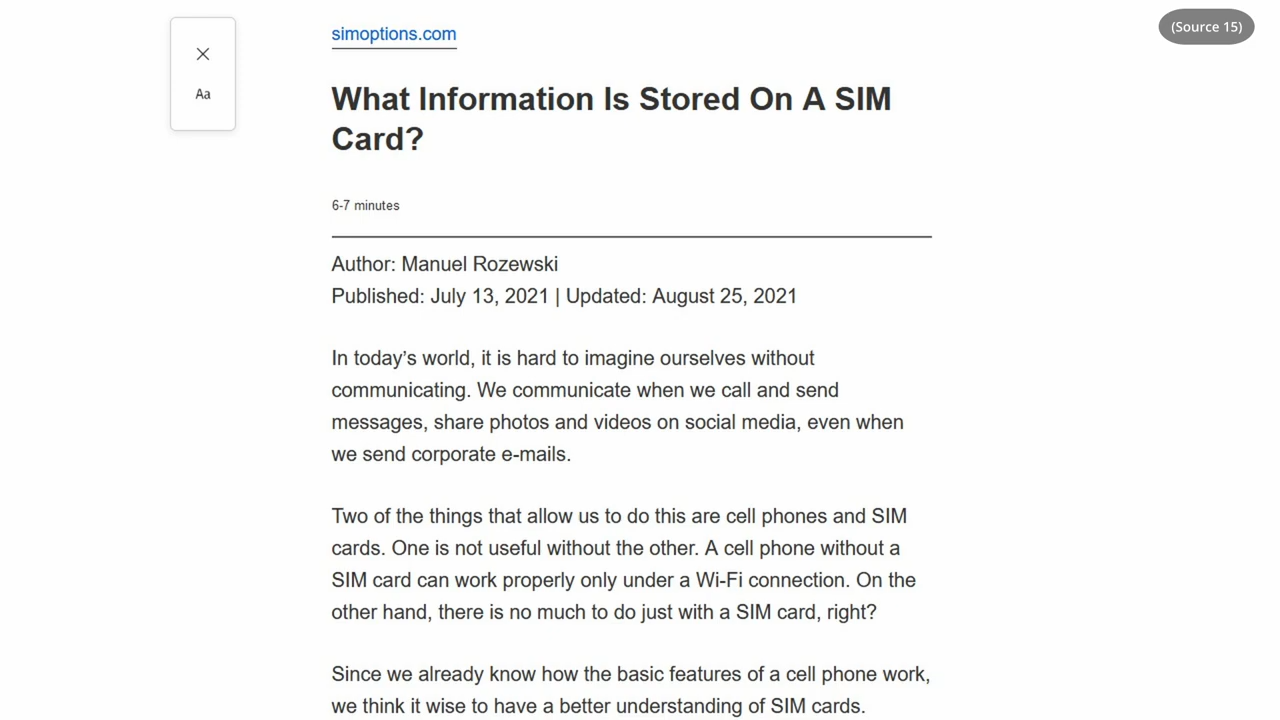 simoptions.com
(Source 15)
What Information Is Stored On A SIM
Card?
Aa
6-7 minutes
Author: Manuel Rozewski
Published: July 13, 2021 | Updated: August 25, 2021
In today’s world, it is hard to imagine ourselves without
communicating. We communicate when we call and send
messages, share photos and videos on social media, even when
we send corporate e-mails.
Two of the things that allow us to do this are cell phones and SIM
cards. One is not useful without the other. A cell phone without a
SIM card can work properly only under a Wi-Fi connection. On the
other hand, there is no much to do just with a SIM card, right?
Since we already know how the basic features of a cell phone work,
we think it wise to have a better understanding of SIM cards.